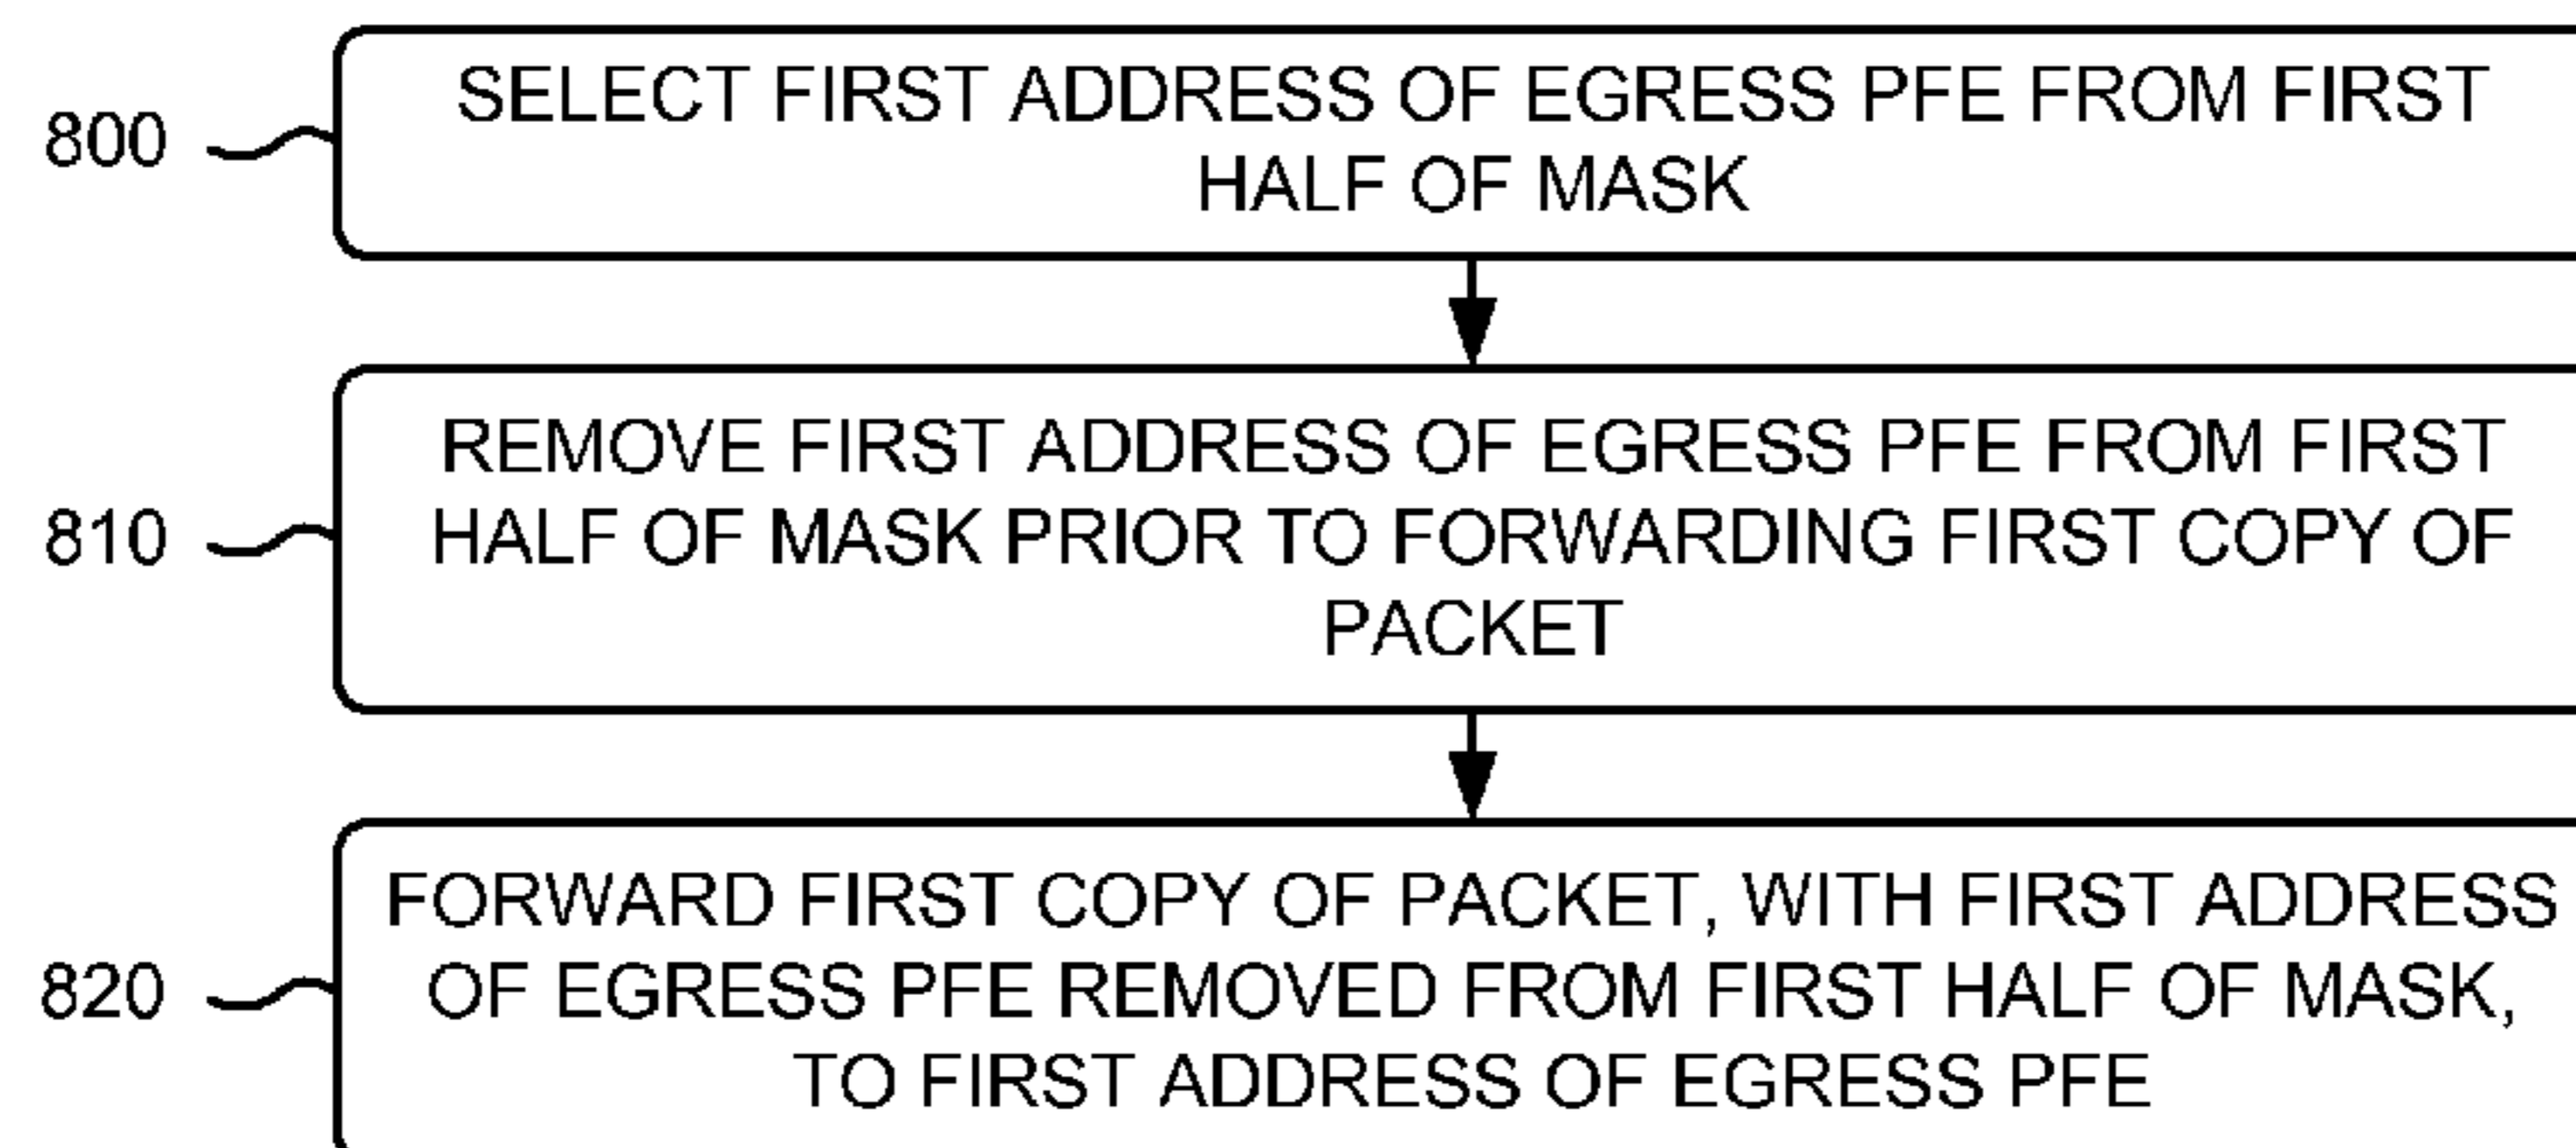 800
SELECT FIRST ADDRESS OF EGRESS PFE FROM FIRST
HALF OF MASK
810
REMOVE FIRST ADDRESS OF EGRESS PFE FROM FIRST
HALF OF MASK PRIOR TO FORWARDING FIRST COPY OF
PACKET
820
FORWARD FIRST COPY OF PACKET, WITH FIRST ADDRESS
OF EGRESS PFE REMOVED FROM FIRST HALF OF MASK,
TO FIRST ADDRESS OF EGRESS PFE